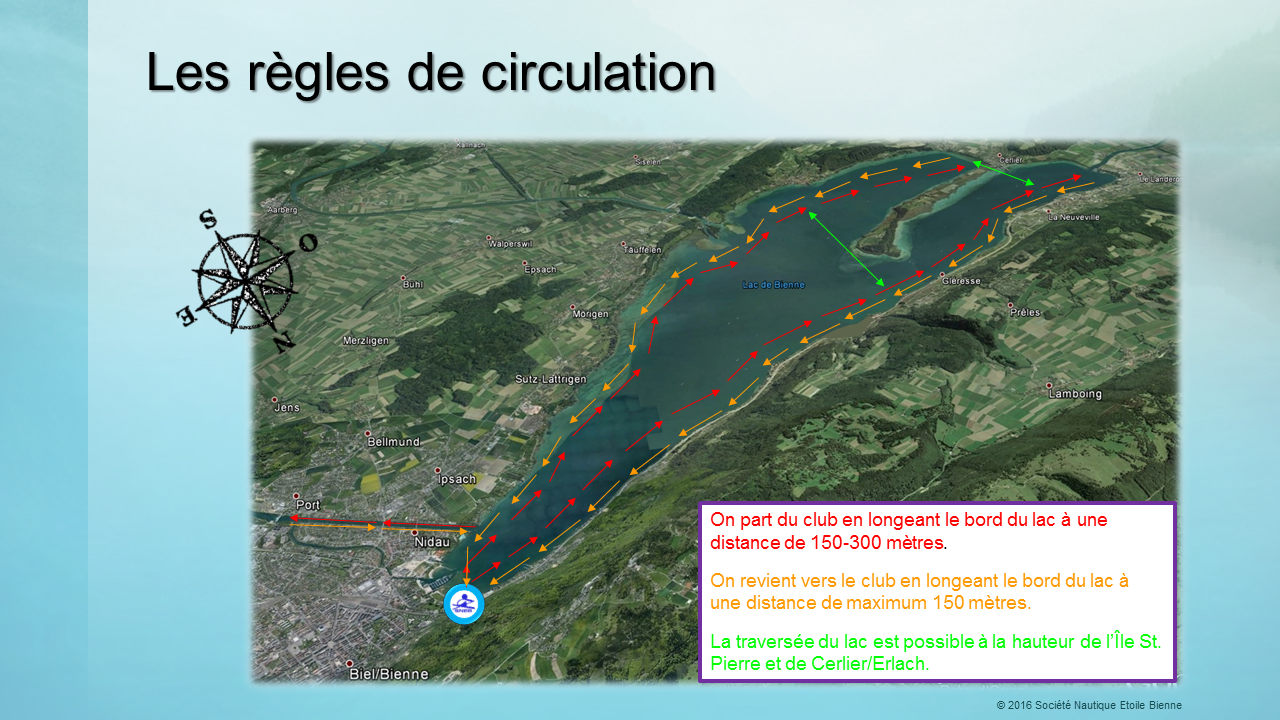 Les règles de circulation
Kallnach
Siselen
Cerlier
Le Landeron
Aarberg
La Neuveville
S
O
E
N
Walperswil
Täuffelen
Epsach
Bühl
Lac de Bienne
Gléresse
Mörigen
Prêles
Merzligen
Sutz-Lattrigen
Lamboing
Jens
Bellmund
Ipsach
Port
Nidau
Biel/Bienne
On part du club en longeant le bord du lac à une
distance de 150-300 mètres.
On revient vers le club en longeant le bord du lac à
une distance de maximum 150 mètres.
La traversée du lac est possible à la hauteur de l’Île St.
Pierre et de Cerlier/Erlach.
© 2016 Société Nautique Etoile Bienne